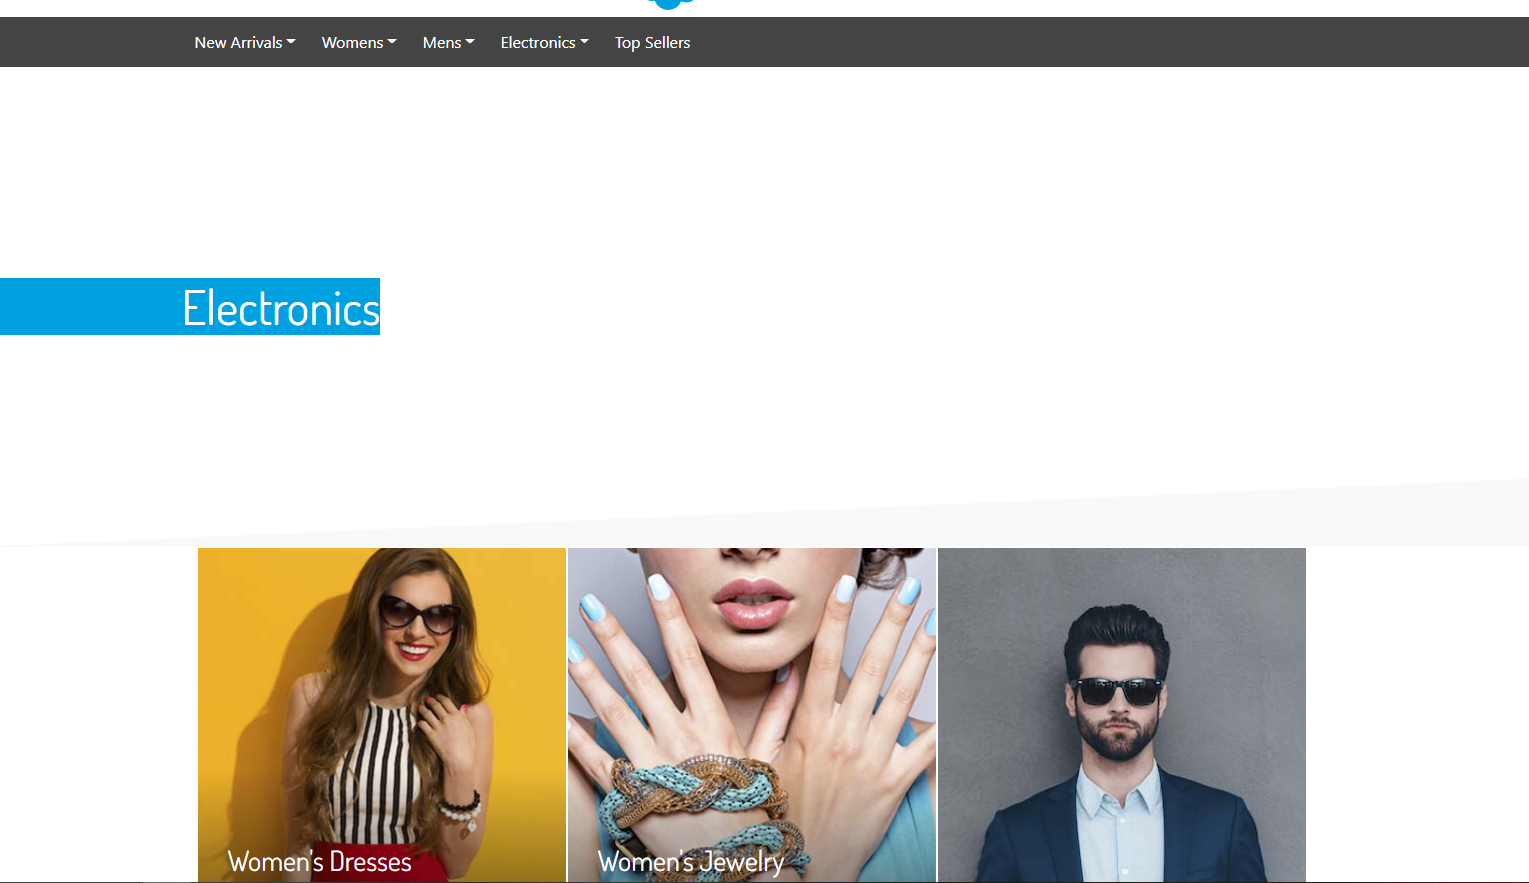 New Arrivals
Womens
Mens
Electronics
Top Sellers
Electronics
Women's Dresses
Women's Jewelry